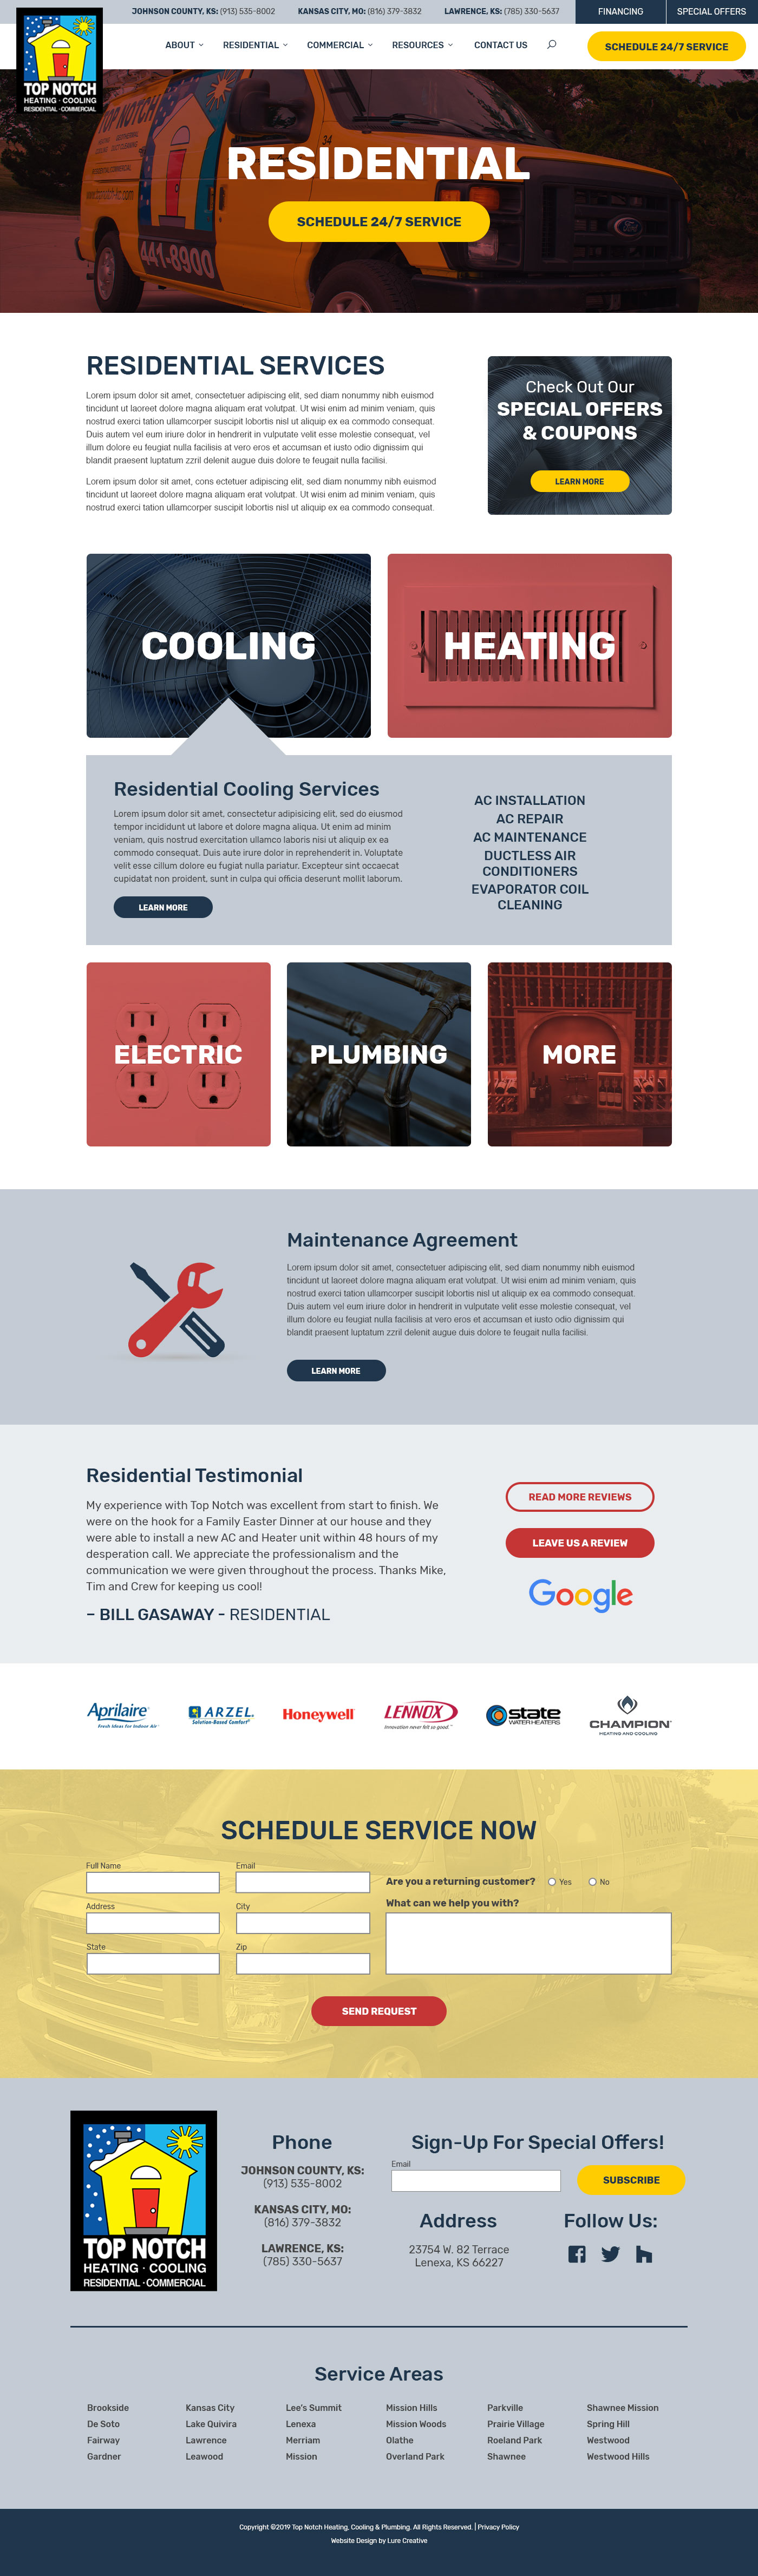 JOHNSON COUNTY, KS: (913) 535-8002
KANSAS CITY, MO: (816) 379-3832
LAWRENCE, KS: (785) 330-5637
FINANCING
SPECIAL OFFERS
TOP NOTCH
HEATING · COOLING
RESIDENTIAL · COMMERCIAL
ABOUT
RESIDENTIAL
COMMERCIAL
RESOURCES
CONTACT US
SCHEDULE 24/7 SERVICE
RESIDENTIAL
SCHEDULE 24/7 SERVICE
34
Ford
441-8900
RESIDENTIAL SERVICES
Lorem ipsum dolor sit amet, consectetuer adipiscing elit, sed diam nonummy nibh euismod
tincidunt ut laoreet dolore magna aliquam erat volutpat. Ut wisi enim ad minim veniam, quis
nostrud exerci tation ullamcorper suscipit lobortis nisl ut aliquip ex ea commodo consequat.
Duis autem vel eum iriure dolor in hendrerit in vulputate velit esse molestie consequat, vel
illum dolore eu feugiat nulla facilisis at vero eros et accumsan et iusto odio dignissim qui
blandit praesent luptatum zzril delenit augue duis dolore te feugait nulla facilisi.
Lorem ipsum dolor sit amet, cons ectetuer adipiscing elit, sed diam nonummy nibh euismod
tincidunt ut laoreet dolore magna aliquam erat volutpat. Ut wisi enim ad minim veniam, quis
nostrud exerci tation ullamcorper suscipit lobortis nisl ut aliquip ex ea commodo consequat.
Check Out Our
SPECIAL OFFERS
& COUPONS
LEARN MORE
COOLING
HEATING
Residential Cooling Services
Lorem ipsum dolor sit amet, consectetur adipisicing elit, sed do eiusmod
tempor incididunt ut labore et dolore magna aliqua. Ut enim ad minim
veniam, quis nostrud exercitation ullamco laboris nisi ut aliquip ex ea
commodo consequat. Duis aute irure dolor in reprehenderit in. Voluptate
velit esse cillum dolore eu fugiat nulla pariatur. Excepteur sint occaecat
cupidatat non proident, sunt in culpa qui officia deserunt mollit laborum.
LEARN MORE
AC INSTALLATION
AC REPAIR
AC MAINTENANCE
DUCTLESS AIR
CONDITIONERS
EVAPORATOR COIL
CLEANING
ELECTRIC
PLUMBING
MORE
Maintenance Agreement
Lorem ipsum dolor sit amet, consectetuer adipiscing elit, sed diam nonummy nibh euismod
tincidunt ut laoreet dolore magna aliquam erat volutpat. Ut wisi enim ad minim veniam, quis
nostrud exerci tation ullamcorper suscipit lobortis nisl ut aliquip ex ea commodo consequat.
Duis autem vel eum iriure dolor in hendrerit in vulputate velit esse molestie consequat, vel
illum dolore eu feugiat nulla facilisis at vero eros et accumsan et iusto odio dignissim qui
blandit praesent luptatum zzril delenit augue duis dolore te feugait nulla facilisi.
LEARN MORE
Residential Testimonial
My experience with Top Notch was excellent from start to finish. We
were on the hook for a Family Easter Dinner at our house and they
were able to install a new AC and Heater unit within 48 hours of my
desperation call. We appreciate the professionalism and the
communication we were given throughout the process. Thanks Mike,
Tim and Crew for keeping us cool!
– BILL GASAWAY - RESIDENTIAL
READ MORE REVIEWS
LEAVE US A REVIEW
Google
Aprilaire
Fresh Ideas for Indoor Air
ARZEL
Solution-Based Comfort
Honeywell
LENNOX
Innovation never felt so good.
state
WATER HEATERS
CHAMPION
HEATING AND COOLING
SCHEDULE SERVICE NOW
Full Name
Email
Are you a returning customer?
Yes
No
What can we help you with?
Address
City
State
Zip
SEND REQUEST
TOP NOTCH
HEATING · COOLING
RESIDENTIAL · COMMERCIAL
Phone
JOHNSON COUNTY, KS:
(913) 535-8002
KANSAS CITY, MO:
(816) 379-3832
LAWRENCE, KS:
(785) 330-5637
Sign-Up For Special Offers!
Email
SUBSCRIBE
Address
23754 W. 82 Terrace
Lenexa, KS 66227
Follow Us:
Service Areas
Brookside
De Soto
Fairway
Gardner
Kansas City
Lake Quivira
Lawrence
Leawood
Lee's Summit
Lenexa
Merriam
Mission
Mission Hills
Mission Woods
Olathe
Overland Park
Parkville
Prairie Village
Roeland Park
Shawnee
Shawnee Mission
Spring Hill
Westwood
Westwood Hills
Copyright ©2019 Top Notch Heating, Cooling & Plumbing. All Rights Reserved. | Privacy Policy
Website Design by Lure Creative